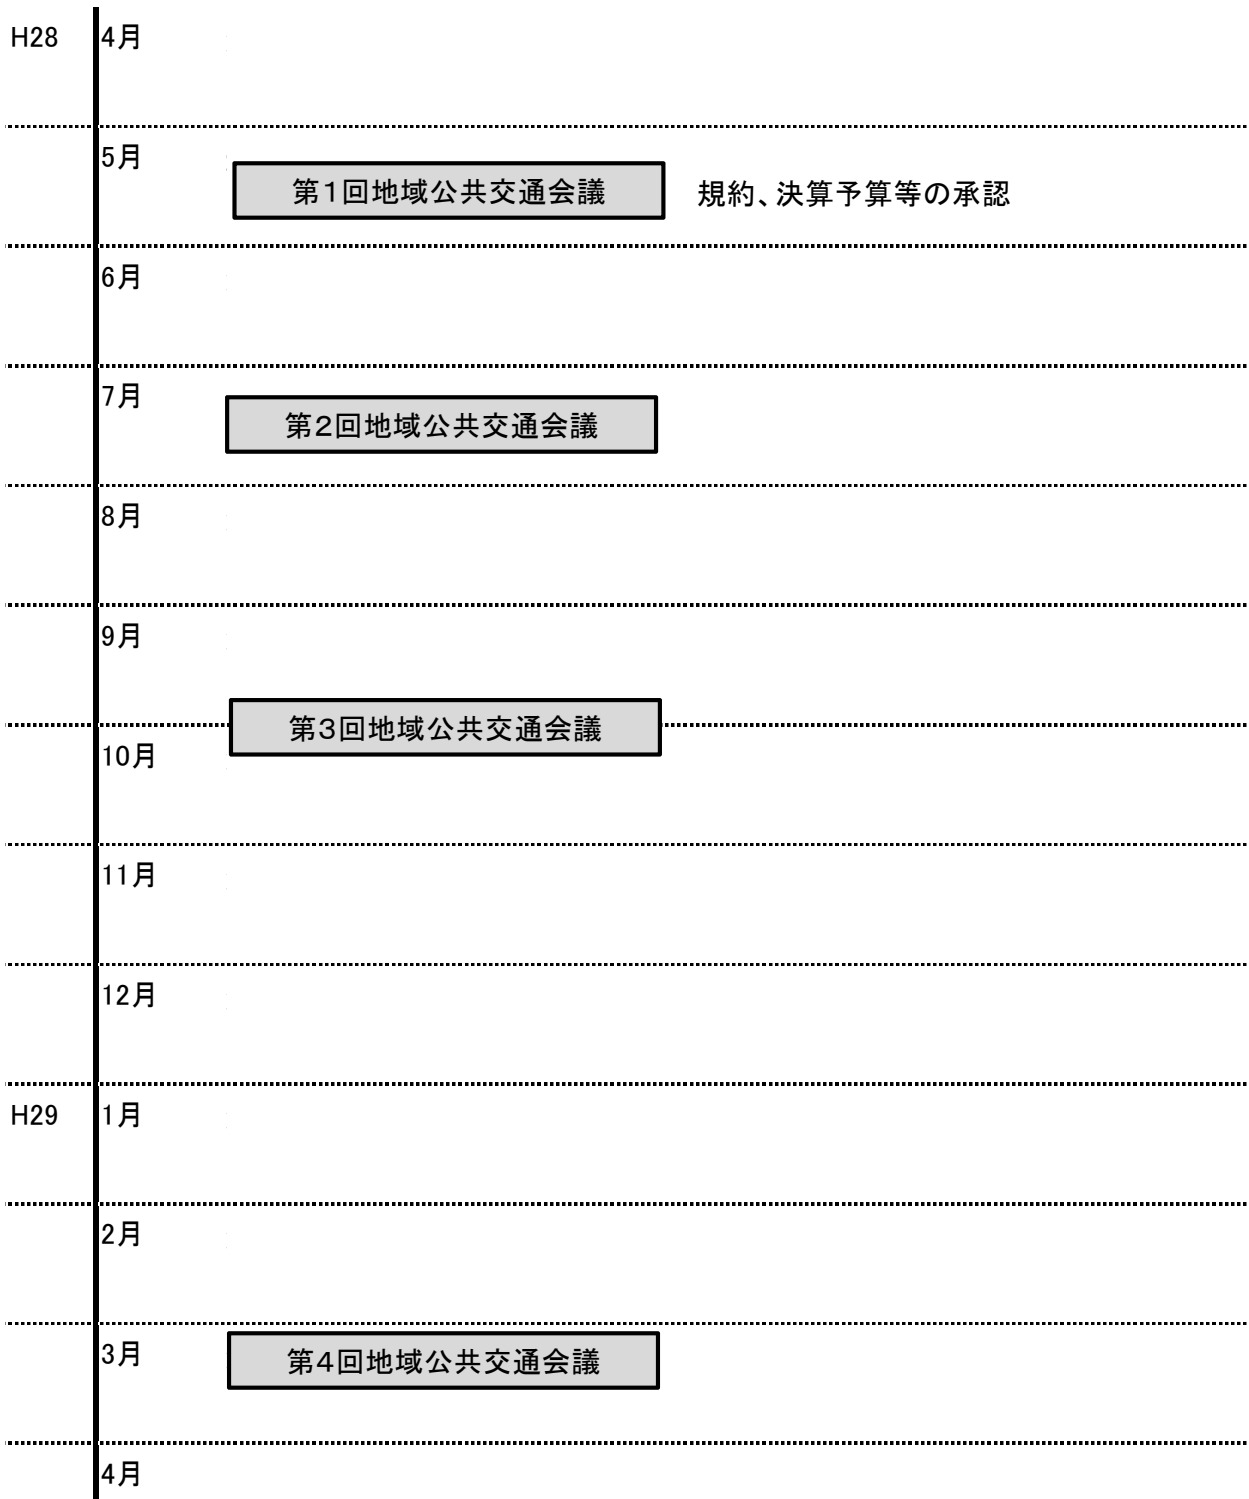 H28 4月
5月
第1回地域公共交通会議 規約、決算予算等の承認
6月
7月
第2回地域公共交通会議
8月
9月
第3回地域公共交通会議
10月
11月
12月
H29 1月
2月
3月
第4回地域公共交通会議
4月